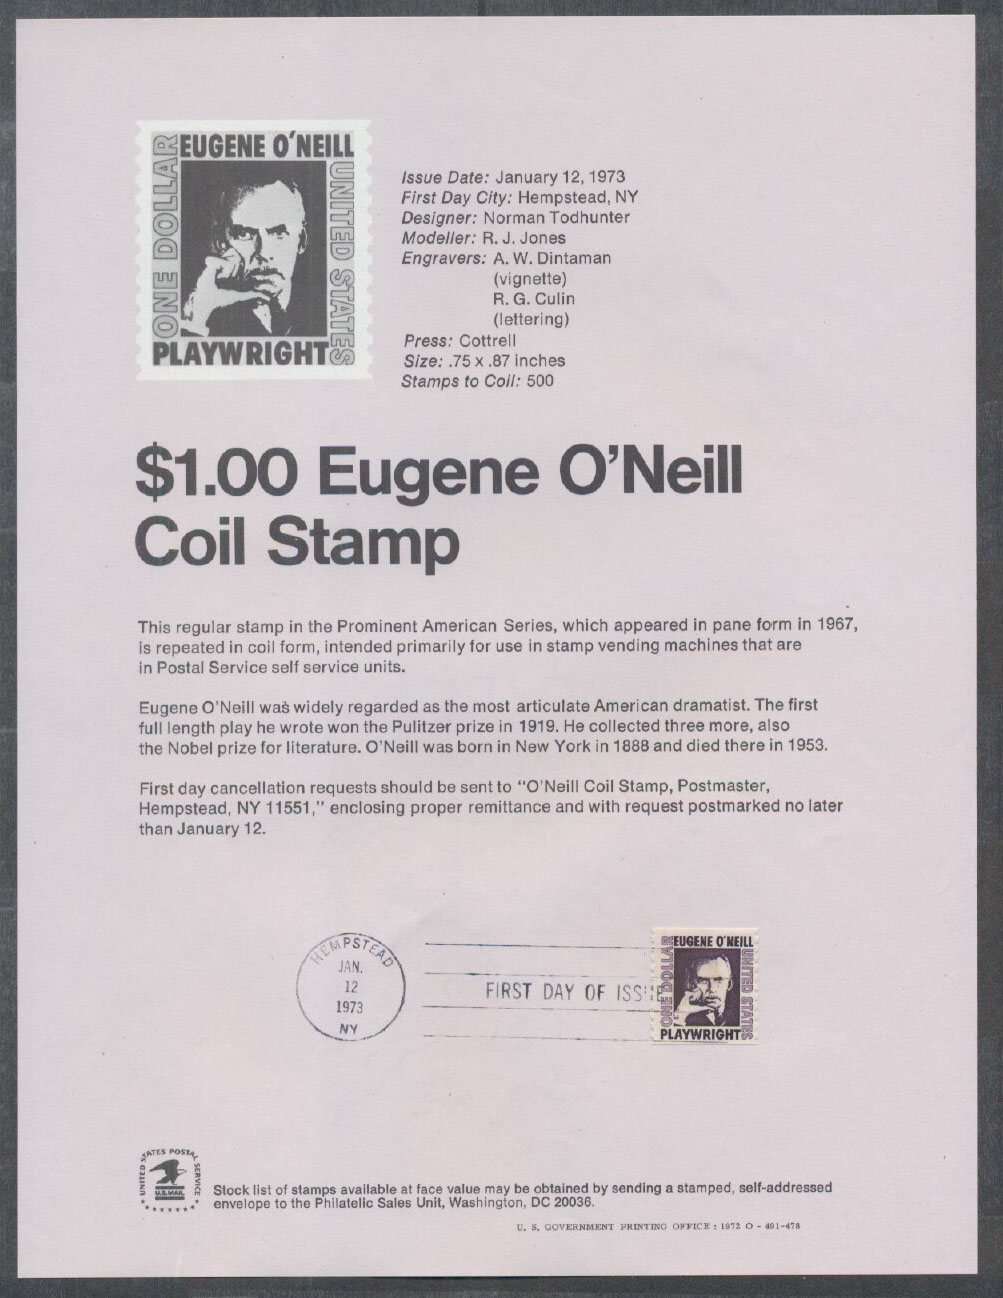 EUGENE O'NEILL
ONE DOLLAR
UNITED STATES
PLAYWRIGHT
Issue Date: January 12, 1973
First Day City: Hempstead, NY
Designer: Norman Todhunter
Modeller: R. J. Jones
Engravers: A. W. Dintaman
(vignette)
R. G. Culin
(lettering)
Press: Cottrell
Size: .75 x .87 inches
Stamps to Coil: 500
$1.00 Eugene O'Neill
Coil Stamp
This regular stamp in the Prominent American Series, which appeared in pane form in 1967,
is repeated in coil form, intended primarily for use in stamp vending machines that are
in Postal Service self service units.
Eugene O'Neill was widely regarded as the most articulate American dramatist. The first
full length play he wrote won the Pulitzer prize in 1919. He collected three more, also
the Nobel prize for literature. O'Neill was born in New York in 1888 and died there in 1953.
First day cancellation requests should be sent to "O'Neill Coil Stamp, Postmaster,
Hempstead, NY 11551," enclosing proper remittance and with request postmarked no later
than January 12.
HEMPSTEAD
JAN.
12
1973
NY
FIRST DAY OF ISSUE
EUGENE O'NEILL
ONE DOLLAR
UNITED STATES
PLAYWRIGHT
UNITED STATES POSTAL SERVICE
U.S.MAIL
Stock list of stamps available at face value may be obtained by sending a stamped, self-addressed
envelope to the Philatelic Sales Unit, Washington, DC 20036.
U. S. GOVERNMENT PRINTING OFFICE : 1972 O - 491-478